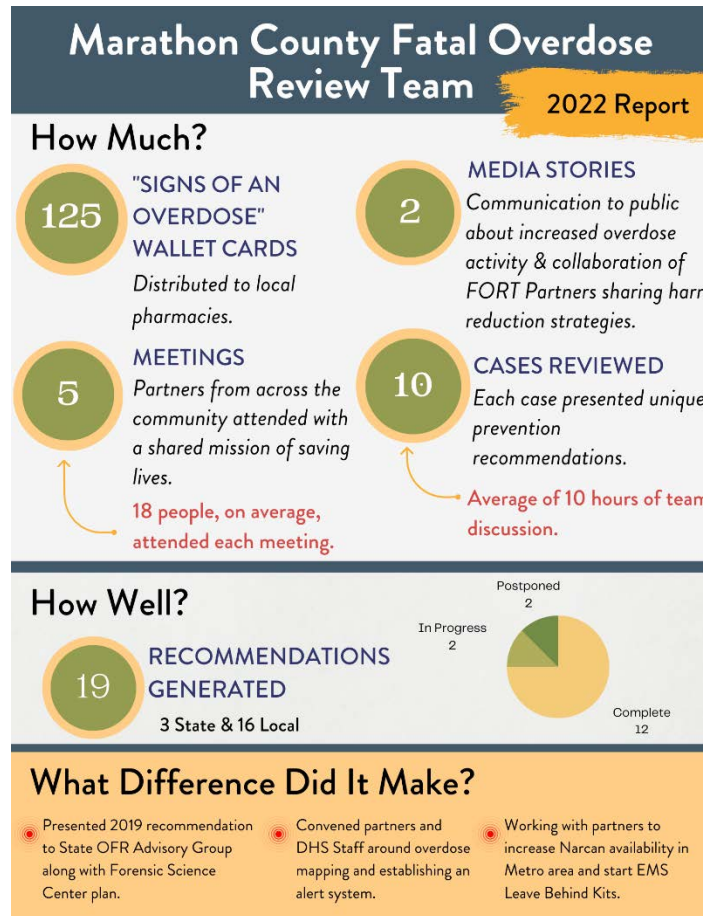 Marathon County Fatal Overdose
Review Team
2022 Report
How Much?
125
"SIGNS OF AN
OVERDOSE"
WALLET CARDS
Distributed to local
pharmacies.
2
MEDIA STORIES
Communication to public
about increased overdose
activity & collaboration of
FORT Partners sharing harr
reduction strategies.
5
MEETINGS
Partners from across the
community attended with
a shared mission of saving
lives.
18 people, on average,
attended each meeting.
10
CASES REVIEWED
Each case presented unique
prevention
recommendations.
Average of 10 hours of team
discussion.
How Well?
19
RECOMMENDATIONS
GENERATED
3 State & 16 Local
Postponed
2
In Progress
2
Complete
12
What Difference Did It Make?
Presented 2019 recommendation
to State OFR Advisory Group
along with Forensic Science
Center plan.
Convened partners and
DHS Staff around overdose
mapping and establishing an
alert system.
Working with partners to
increase Narcan availability in
Metro area and start EMS
Leave Behind Kits.